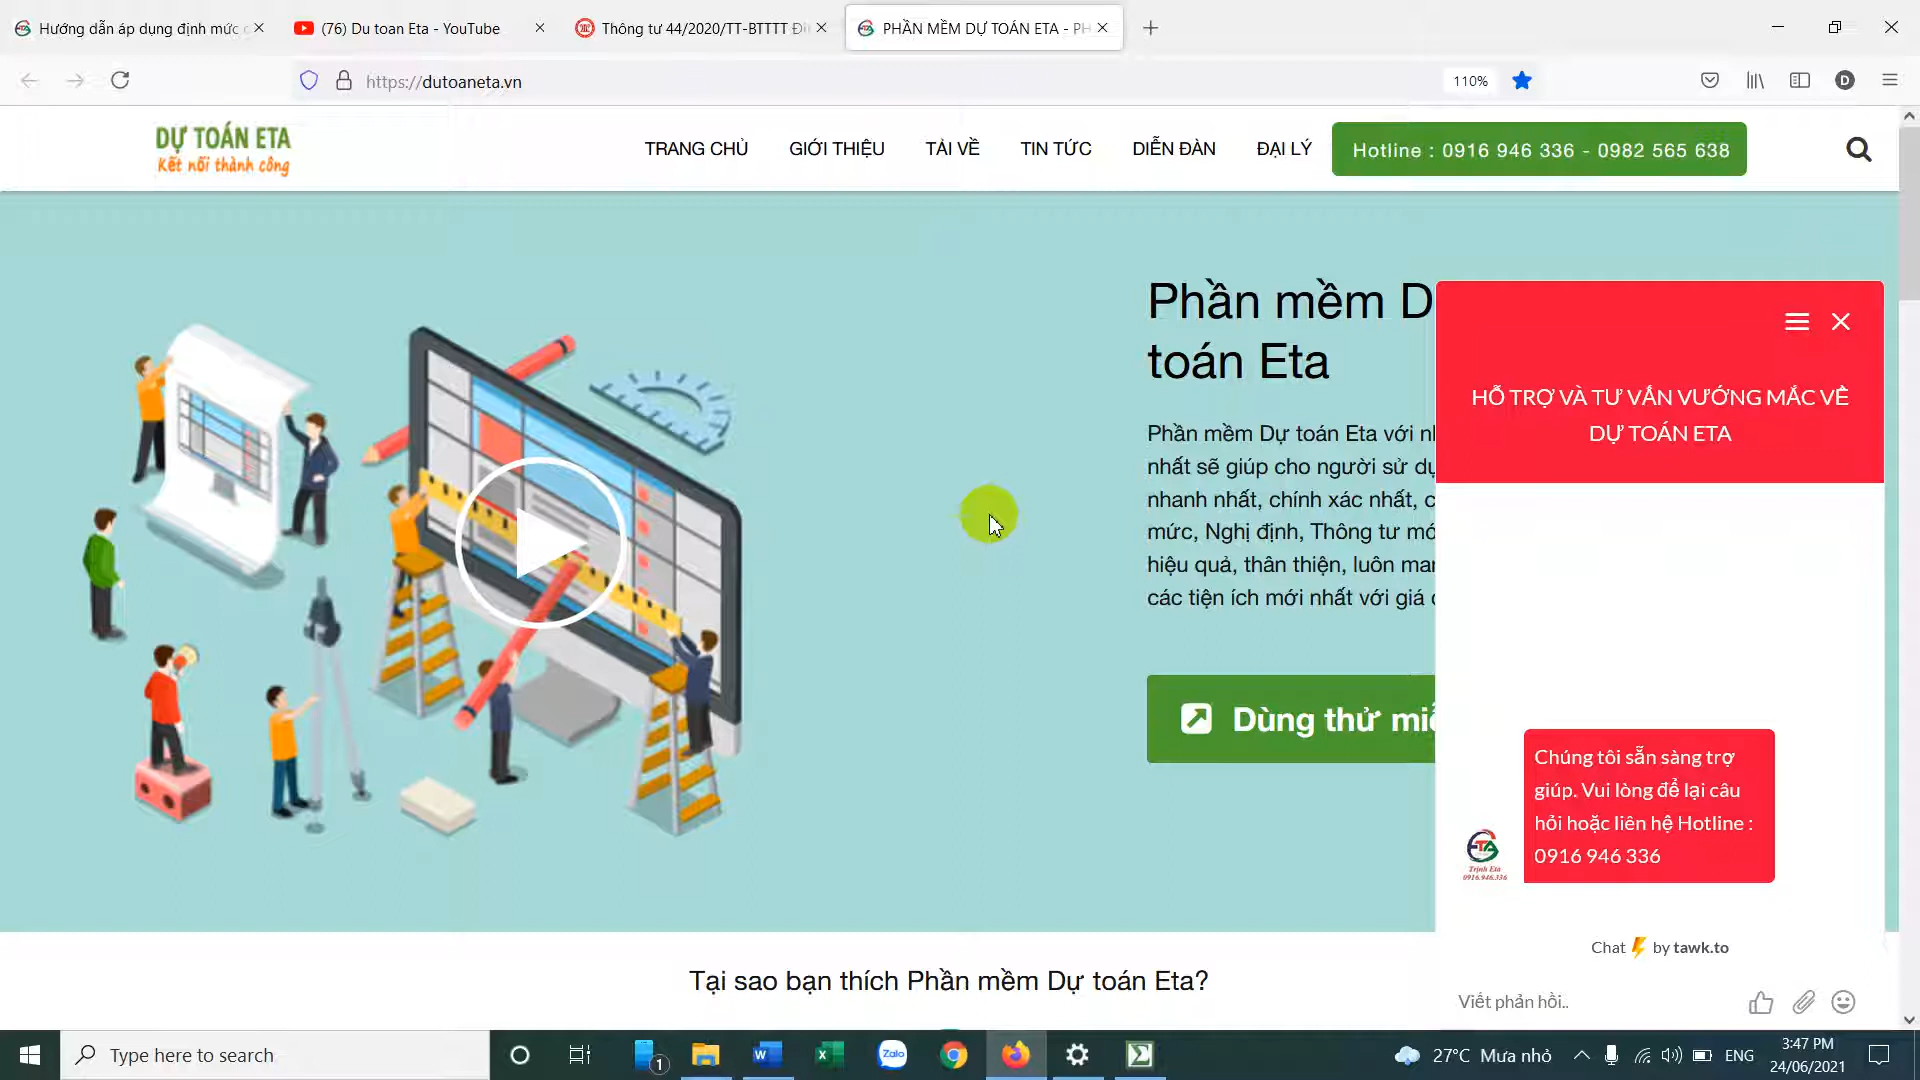 Hướng dẫn áp dụng định mức
(76) Du toan Eta - YouTube
Thông tư 44/2020/TT-BTTTT
PHẦN MỀM DỰ TOÁN ETA - PH
https://dutoaneta.vn
110%
D
DỰ TOÁN ETA
Kết nối thành công
TRANG CHỦ
GIỚI THIỆU
TẢI VỀ
TIN TỨC
DIỄN ĐÀN
ĐẠI LÝ
Hotline : 0916 946 336 - 0982 565 638
Phần mềm D
toán Eta
Phần mềm Dự toán Eta với
nhất sẽ giúp cho người sử
nhanh nhất, chính xác nhất,
mức, Nghị định, Thông tư
hiệu quả, thân thiện, luôn
các tiện ích mới nhất với giá
Dùng thử
HỖ TRỢ VÀ TƯ VẤN VƯỚNG MẮC VỀ
DỰ TOÁN ETA
Chúng tôi sẵn sàng trợ
giúp. Vui lòng để lại câu
hỏi hoặc liên hệ Hotline :
0916 946 336
ETA
Trịnh Eta
0916.946.336
Chat by tawk.to
Viết phản hồi..
Tại sao bạn thích Phần mềm Dự toán Eta?
Type here to search
1
Zalo
27°C Mưa nhỏ
ENG
3:47 PM
24/06/2021